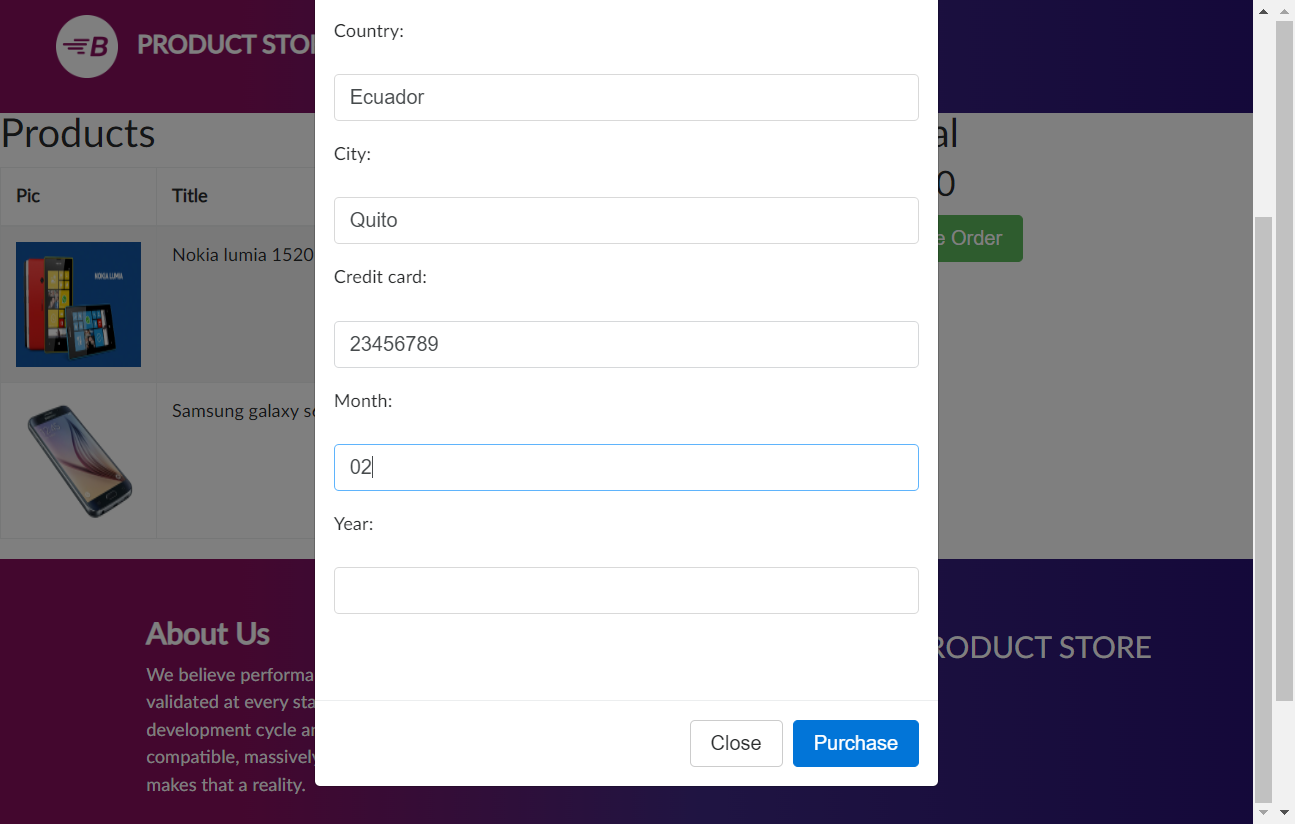 B PRODUCT STO
Products
Pic Title
Nokia lumia 1520
NOKIA LUMIA
Samsung galaxy s
Country:
Ecuador
City:
Quito
Credit card:
23456789
Month:
02
Year:
Close Purchase
al
0
e Order
About Us
We believe performa
validated at every sta
development cycle a
compatible, massively
makes that a reality.
RODUCT STORE